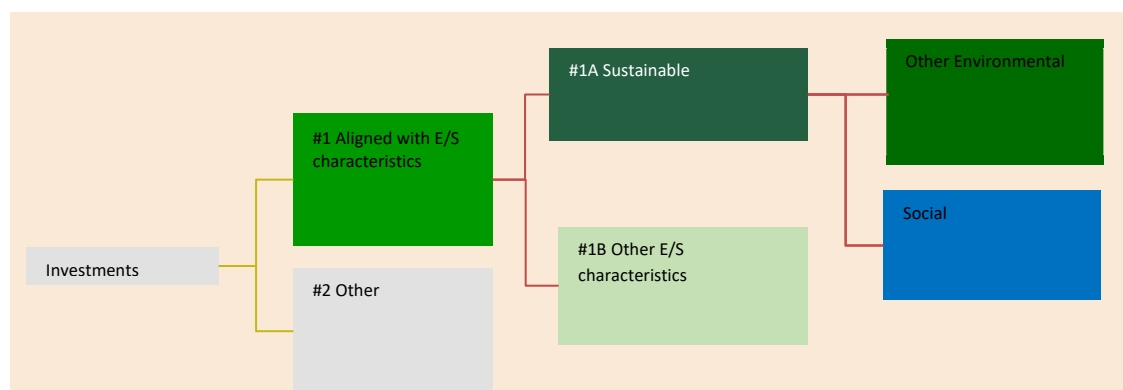 Investments
#1 Aligned with E/S
characteristics
#2 Other
#1A Sustainable
#1B Other E/S
characteristics
Other Environmental
Social